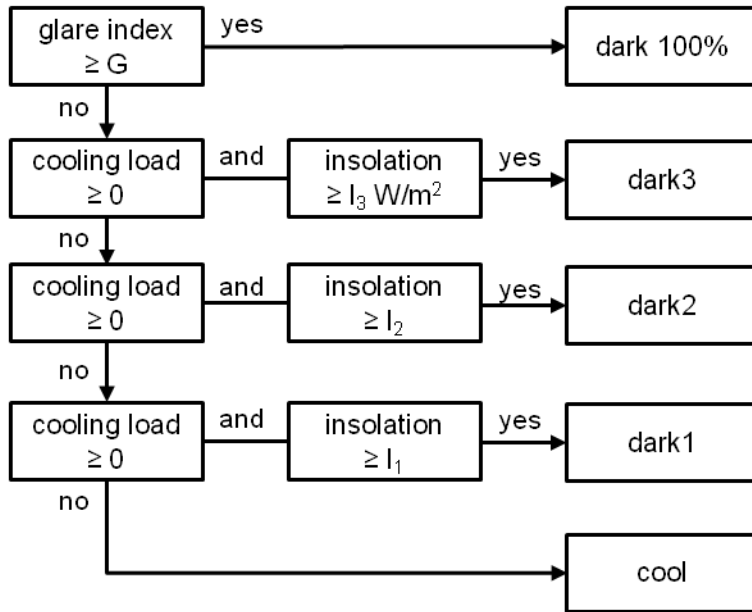 glare index
≥ G
yes
dark 100%
no
cooling load
≥ 0
and
insolation
≥ I₃ W/m²
yes
dark3
no
cooling load
≥ 0
and
insolation
≥ I₂
yes
dark2
no
cooling load
≥ 0
and
insolation
≥ I₁
yes
dark1
no
cool